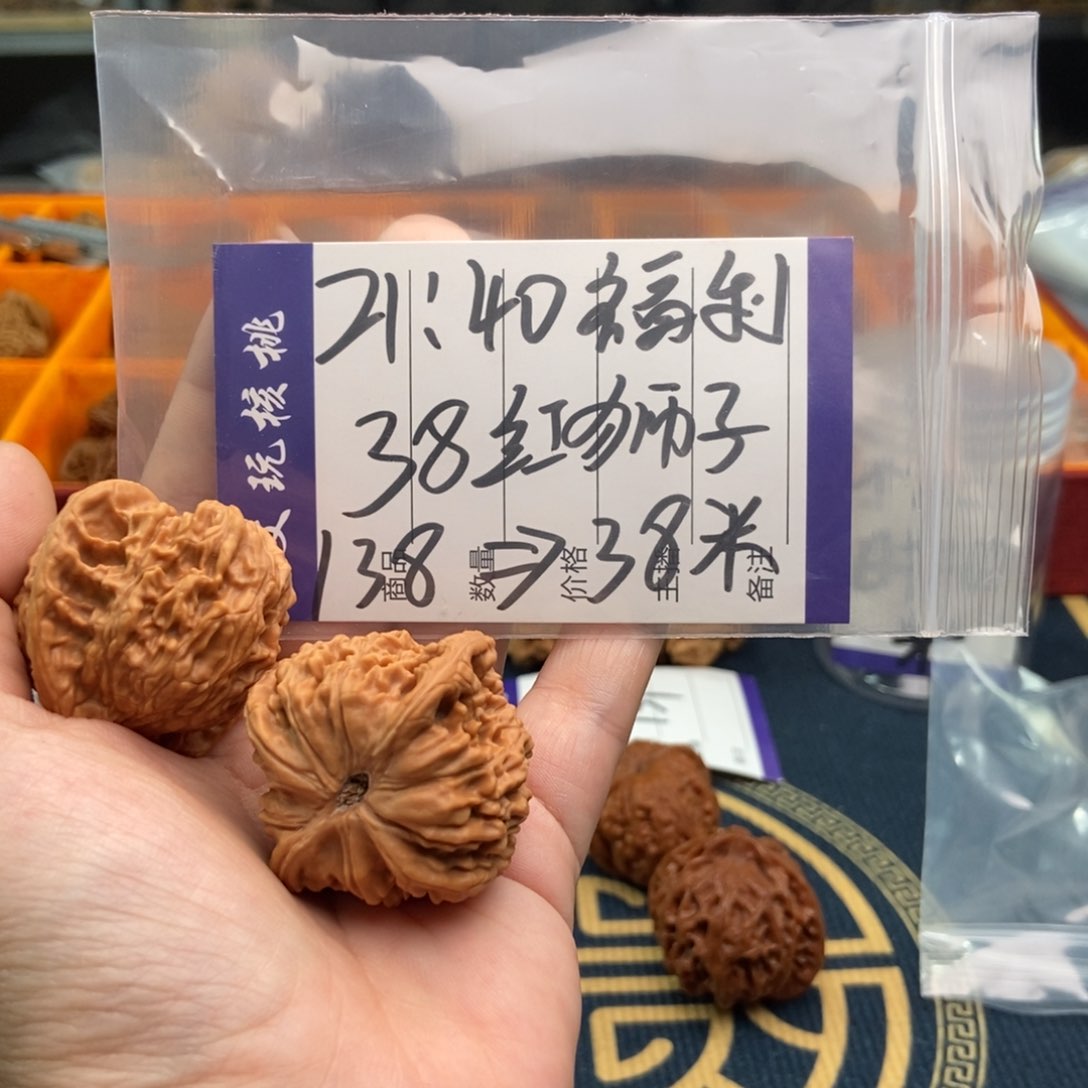 21:40福利
38红狮子
138⇒38米
玩核桃
商品
数量
价格
主播
备注